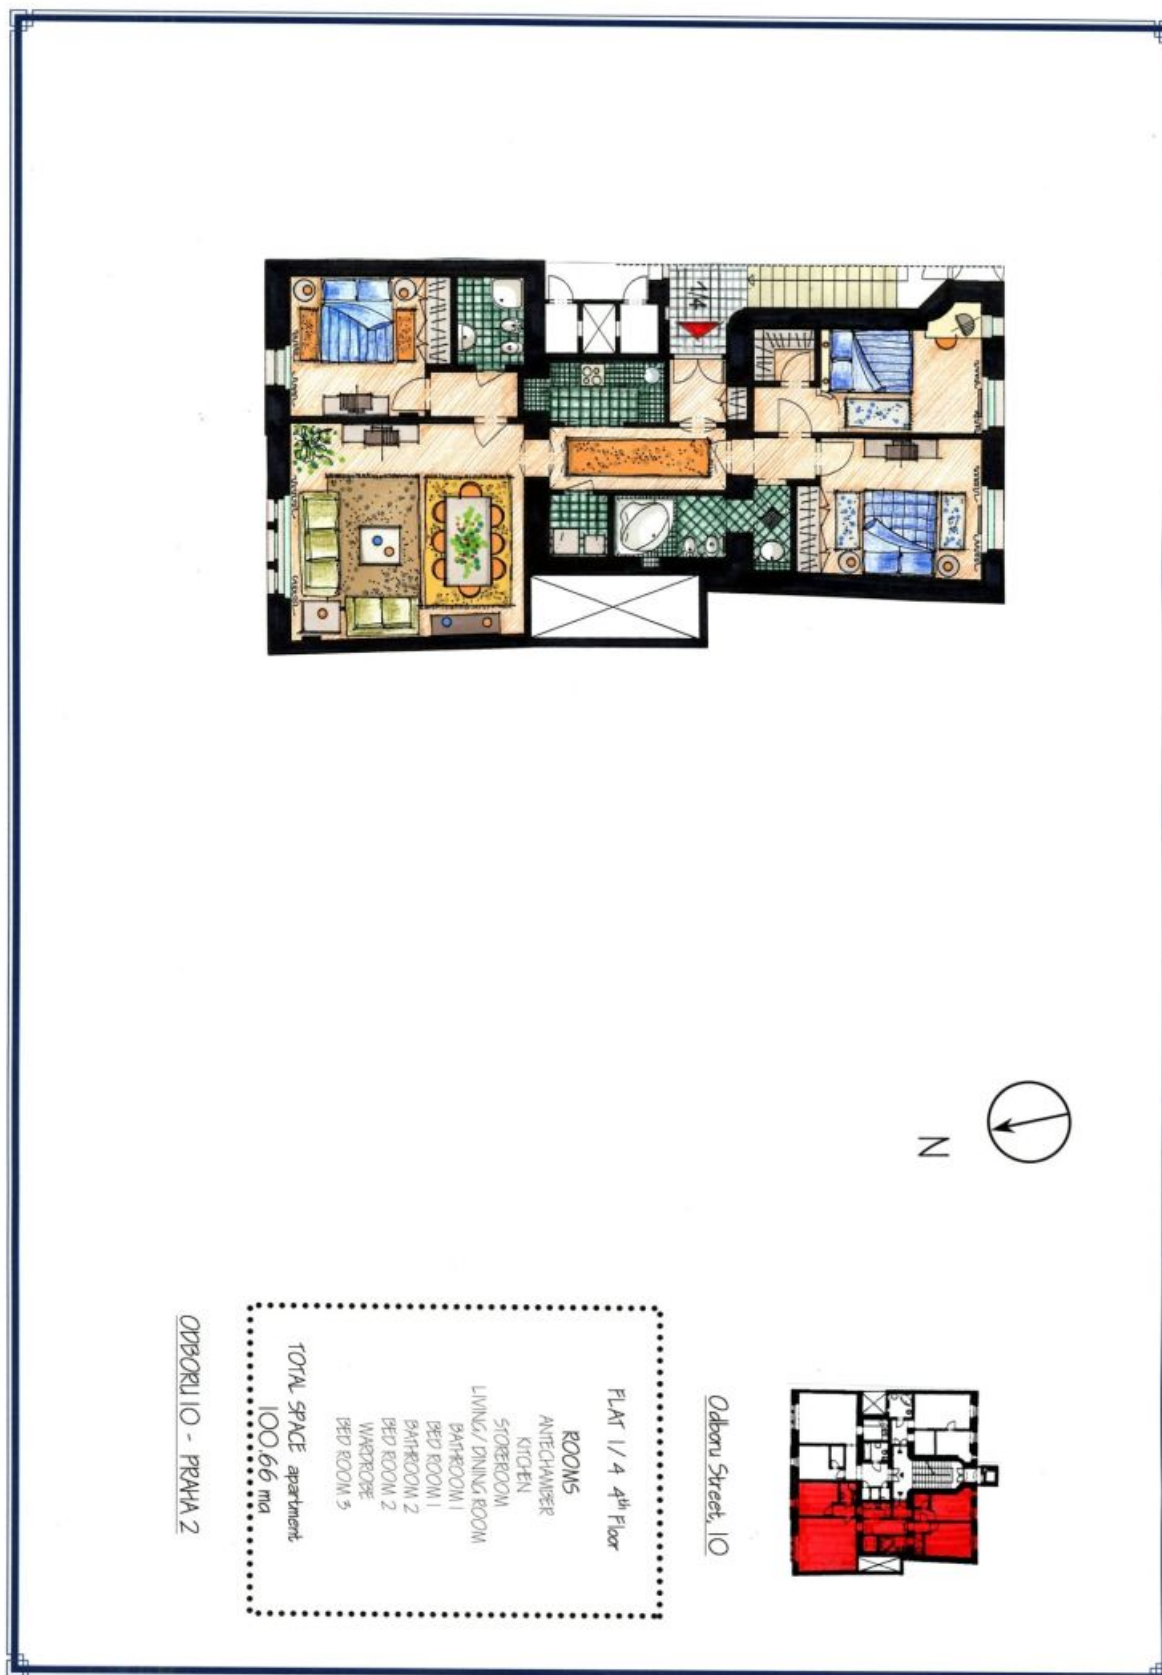 1/4
N
Odboru Street, 10
FLAT 1/4 4th Floor
ROOMS
ANTECHAMBER
KITCHEN
STOREROOM
LIVING/ DINING ROOM
BATHROOM 1
BED ROOM 1
BATHROOM 2
BED ROOM 2
WARDROBE
BED ROOM 3
TOTAL SPACE apartment
100.66 mq
ODBORU 10 - PRAHA 2